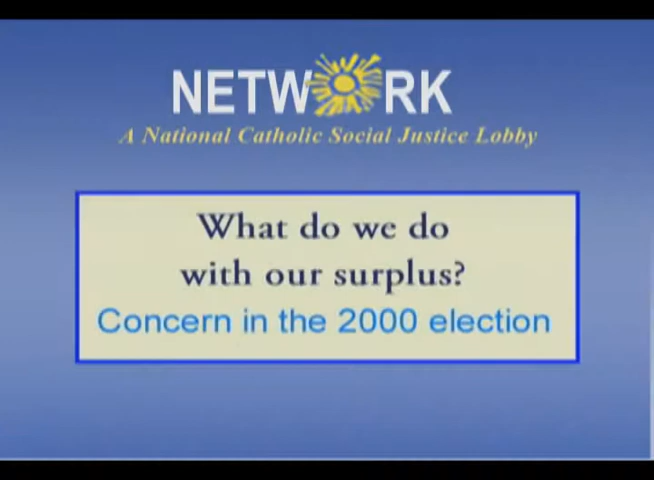 NETWORK
A National Catholic Social Justice Lobby
What do we do
with our surplus?
Concern in the 2000 election